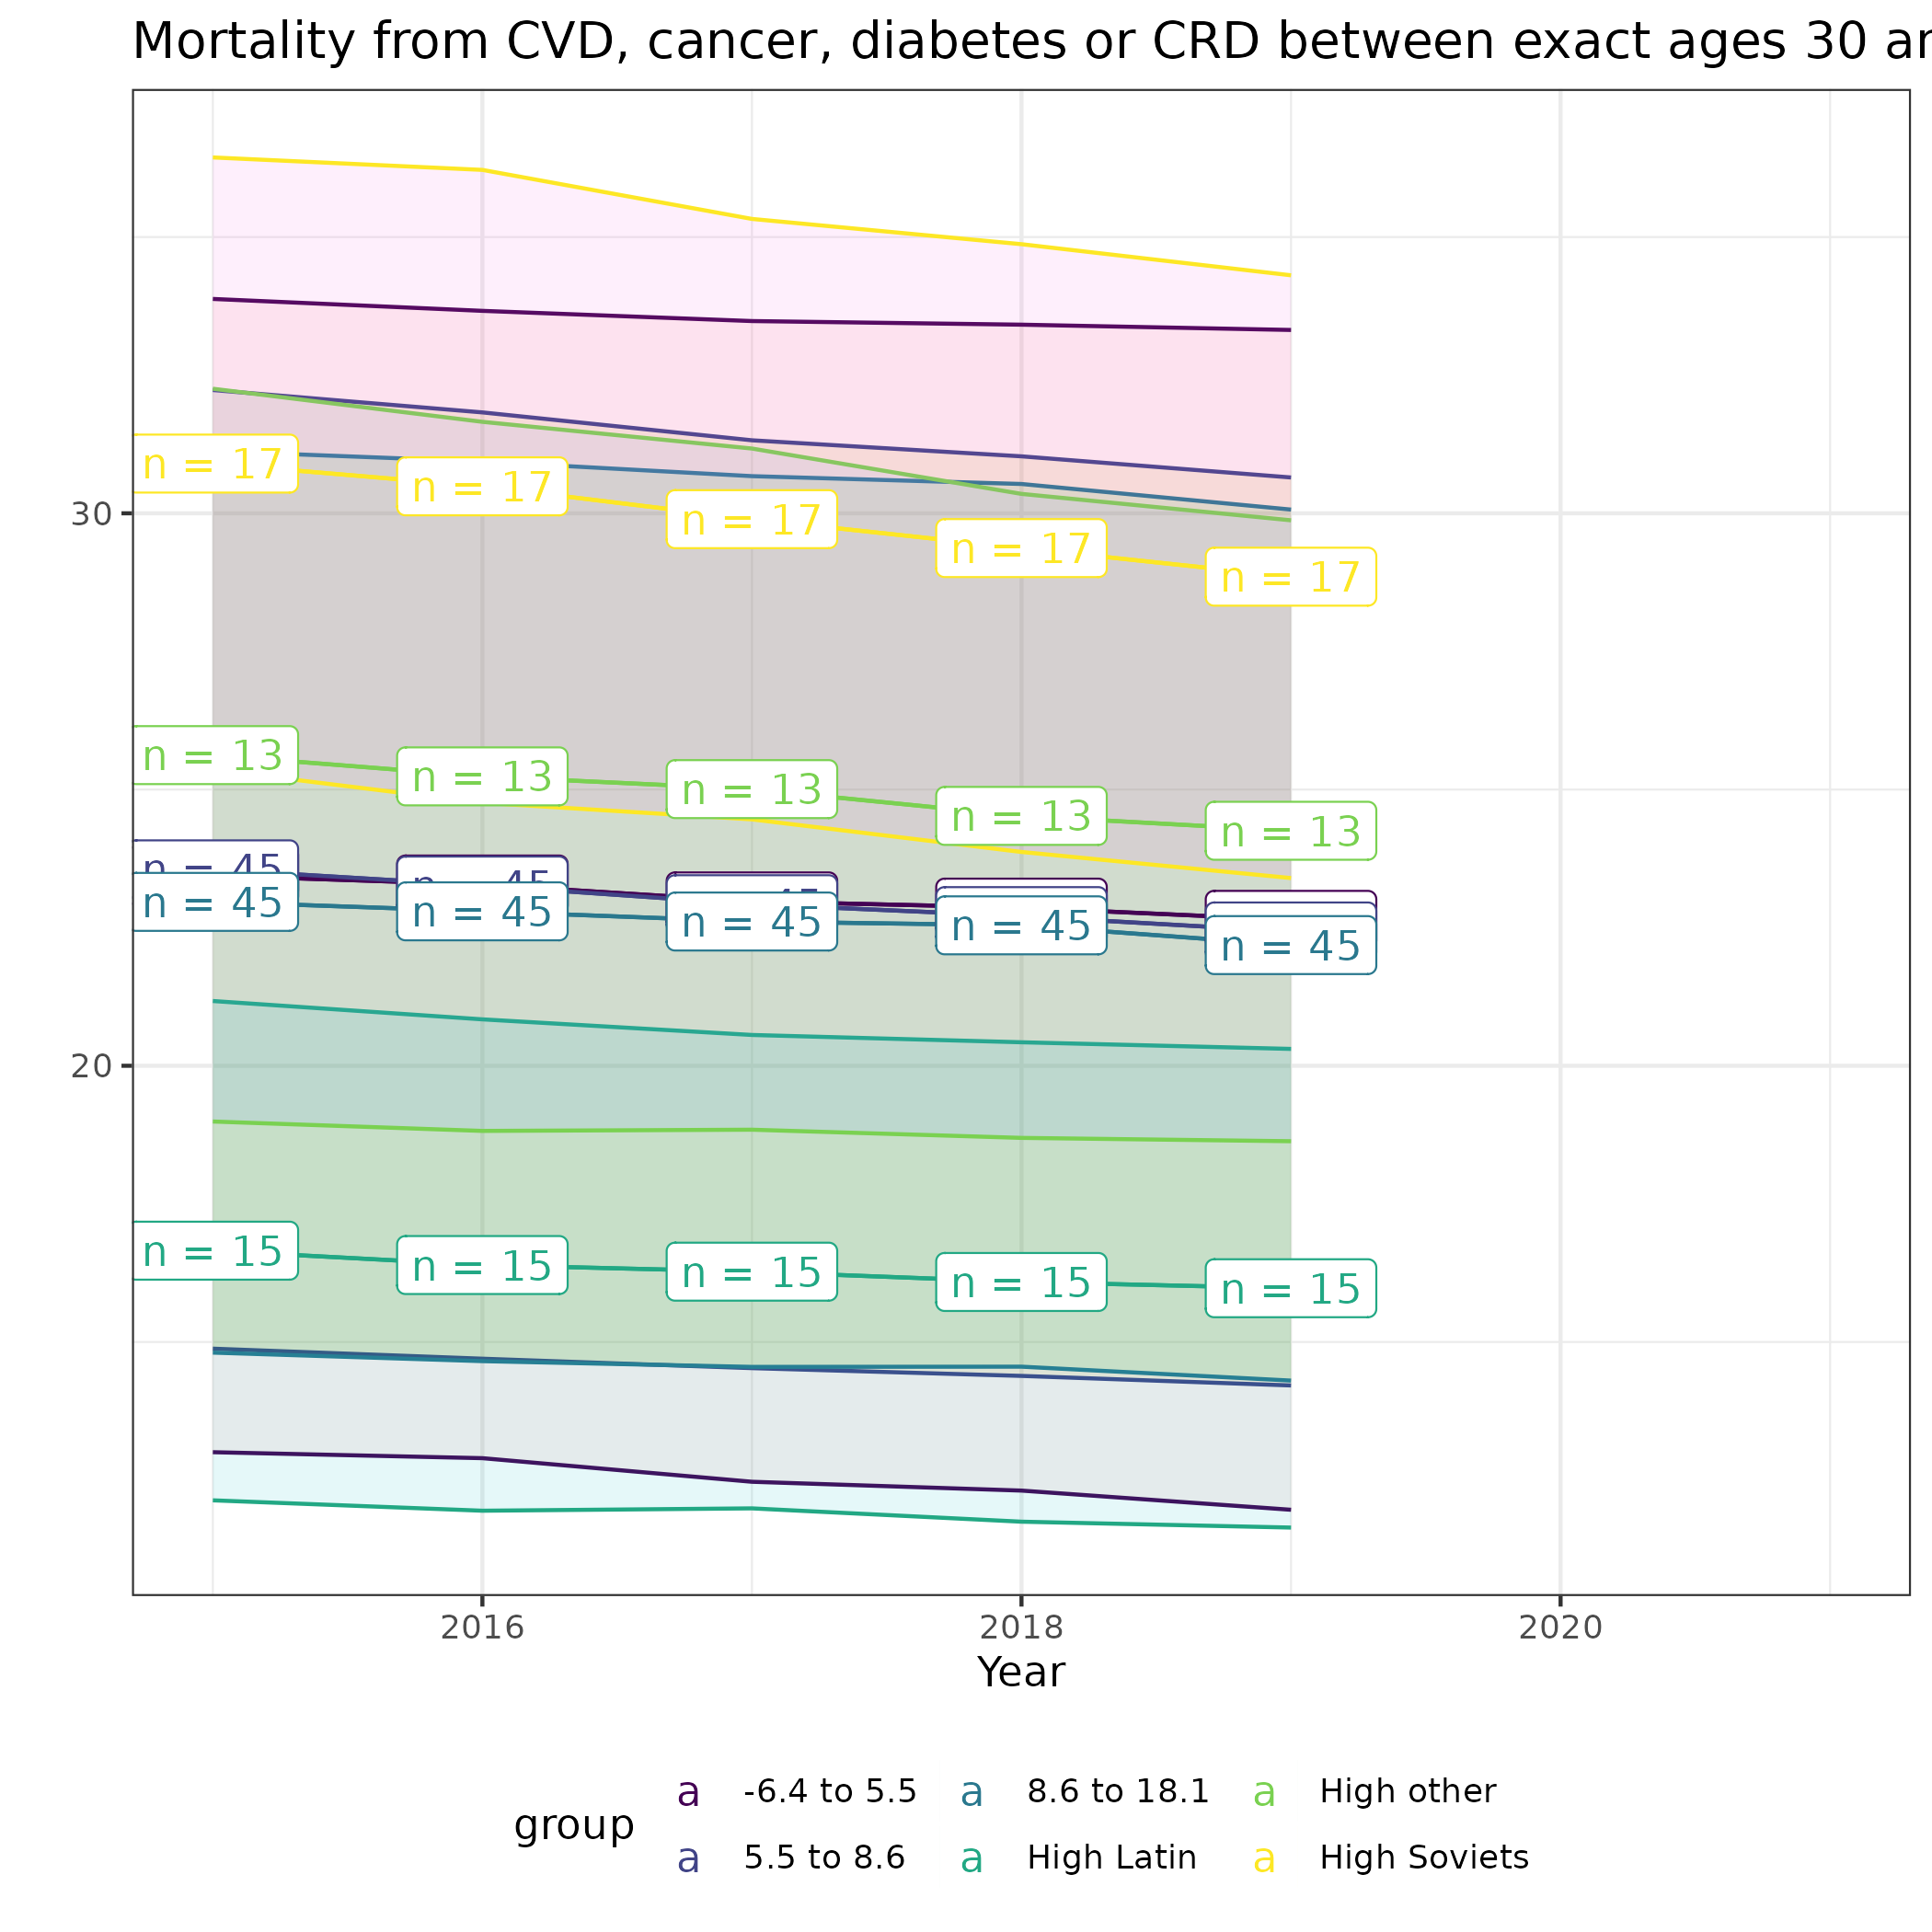 Mortality from CVD, cancer, diabetes or CRD between exact ages 30
n = 17
n = 17
n = 17
n = 17
n = 17
30
n = 13
n = 13
n = 13
n = 13
n = 13
n = 45
n = 45
n = 45
n = 45
n = 45
n = 45
20
n = 15
n = 15
n = 15
n = 15
n = 15
2016 2018 2020
Year
group
a -6.4 to 5.5 a 8.6 to 18.1 a High other
a 5.5 to 8.6 a High Latin a High Soviets